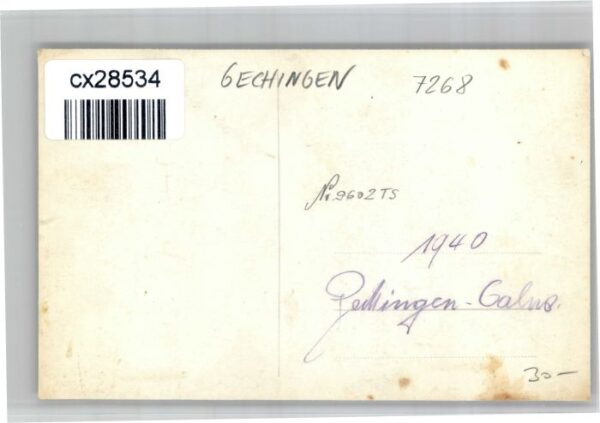 cx28534
GECHINGEN 7268
Nr. 9602 TS
1940
Gechingen - Calw.
30 -